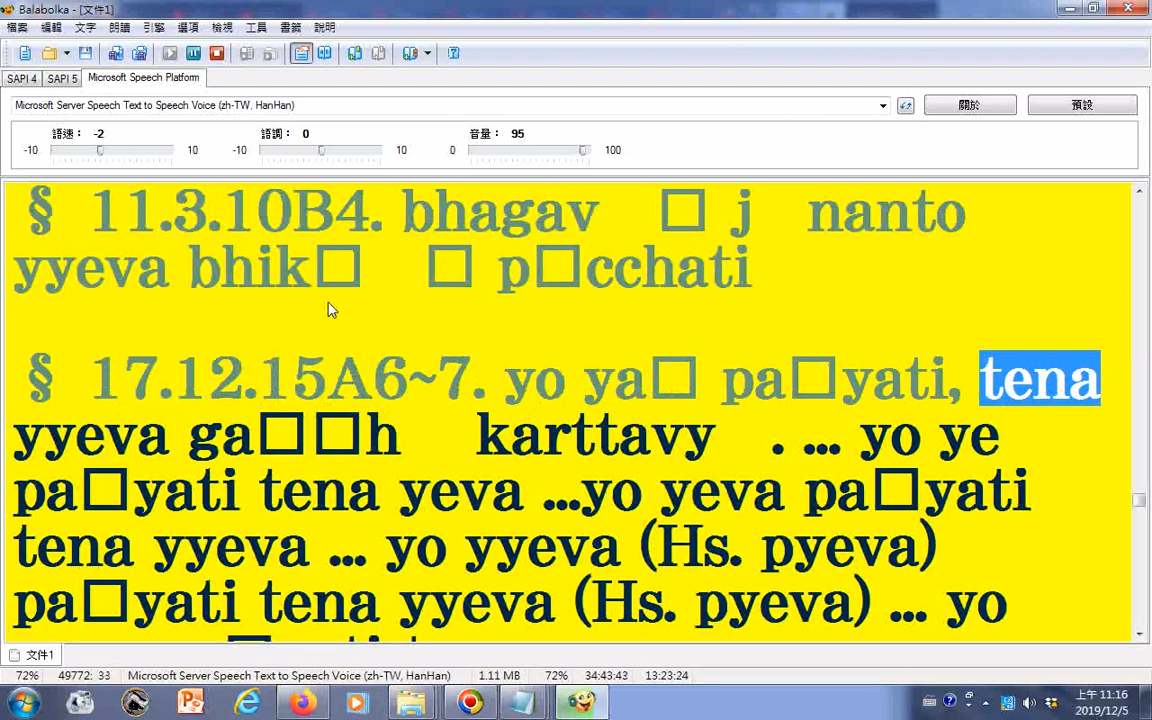 Balabolka - [文件1]
檔案 編輯 文字 朗讀 引擎 選項 檢視 工具 書籤 說明
SAPI 4 SAPI 5 Microsoft Speech Platform
Microsoft Server Speech Text to Speech Voice (zh-TW, HanHan) 關於 預設
語速： -2 語調： 0 音量： 95
-10 10 -10 10 0 100
§ 11.3.10B4. bhagav □ j nanto
yyeva bhik□ □ p□cchati
§ 17.12.15A6~7. yo ya□ pa□yati, tena
yyeva ga□□h karttavy . ... yo ye
pa□yati tena yeva ...yo yeva pa□yati
tena yyeva ... yo yyeva (Hs. pyeva)
pa□yati tena yyeva (Hs. pyeva) ... yo
文件1
72% 49772: 33 Microsoft Server Speech Text to Speech Voice (zh-TW, HanHan) 1.11 MB 72% 34:43:43 13:23:24
上午 11:16
2019/12/5